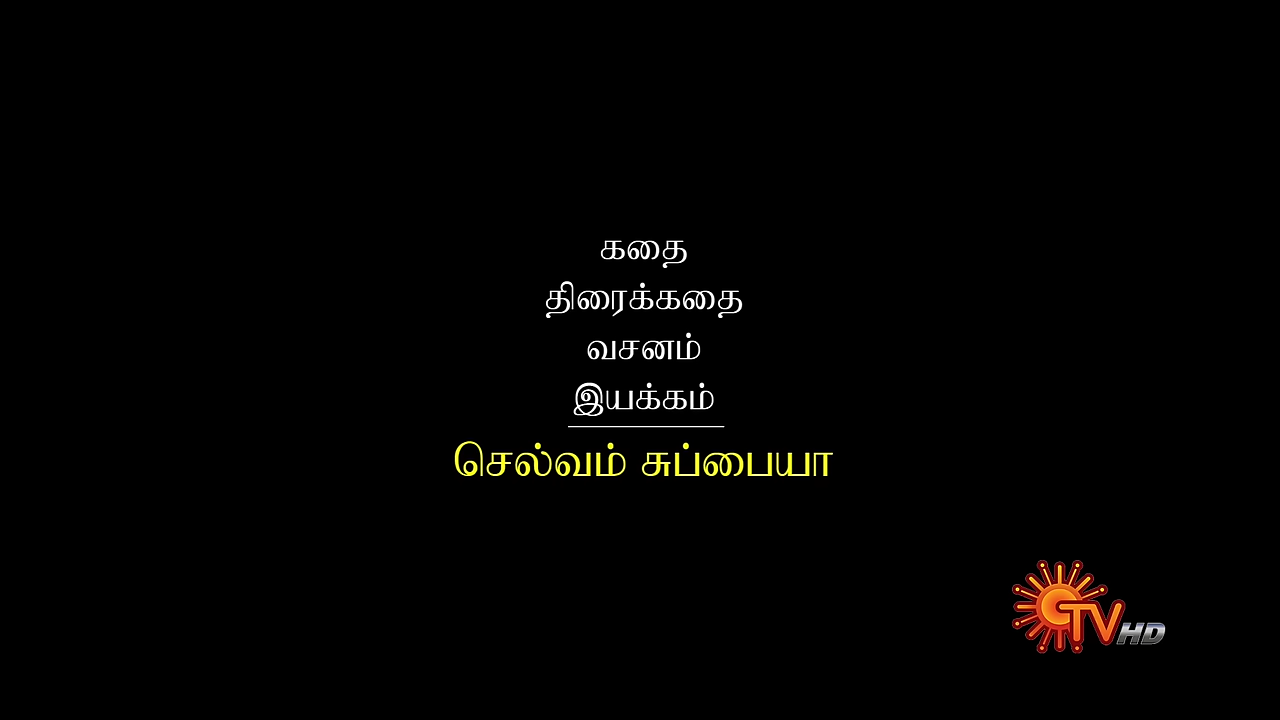 கதை
திரைக்கதை
வசனம்
இயக்கம்
செல்வம் சுப்பையா
TV HD